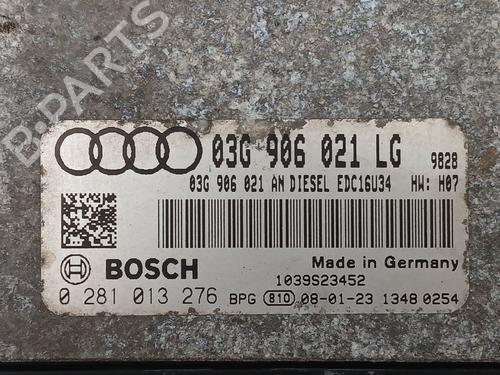 B-PARTS
03G 906 021 LG 9828
03G 906 021 AN DIESEL EDC16U34 HW: H07
BOSCH
Made in Germany
1039S23452
0 281 013 276 BPG 810 08-01-23 1348 0254